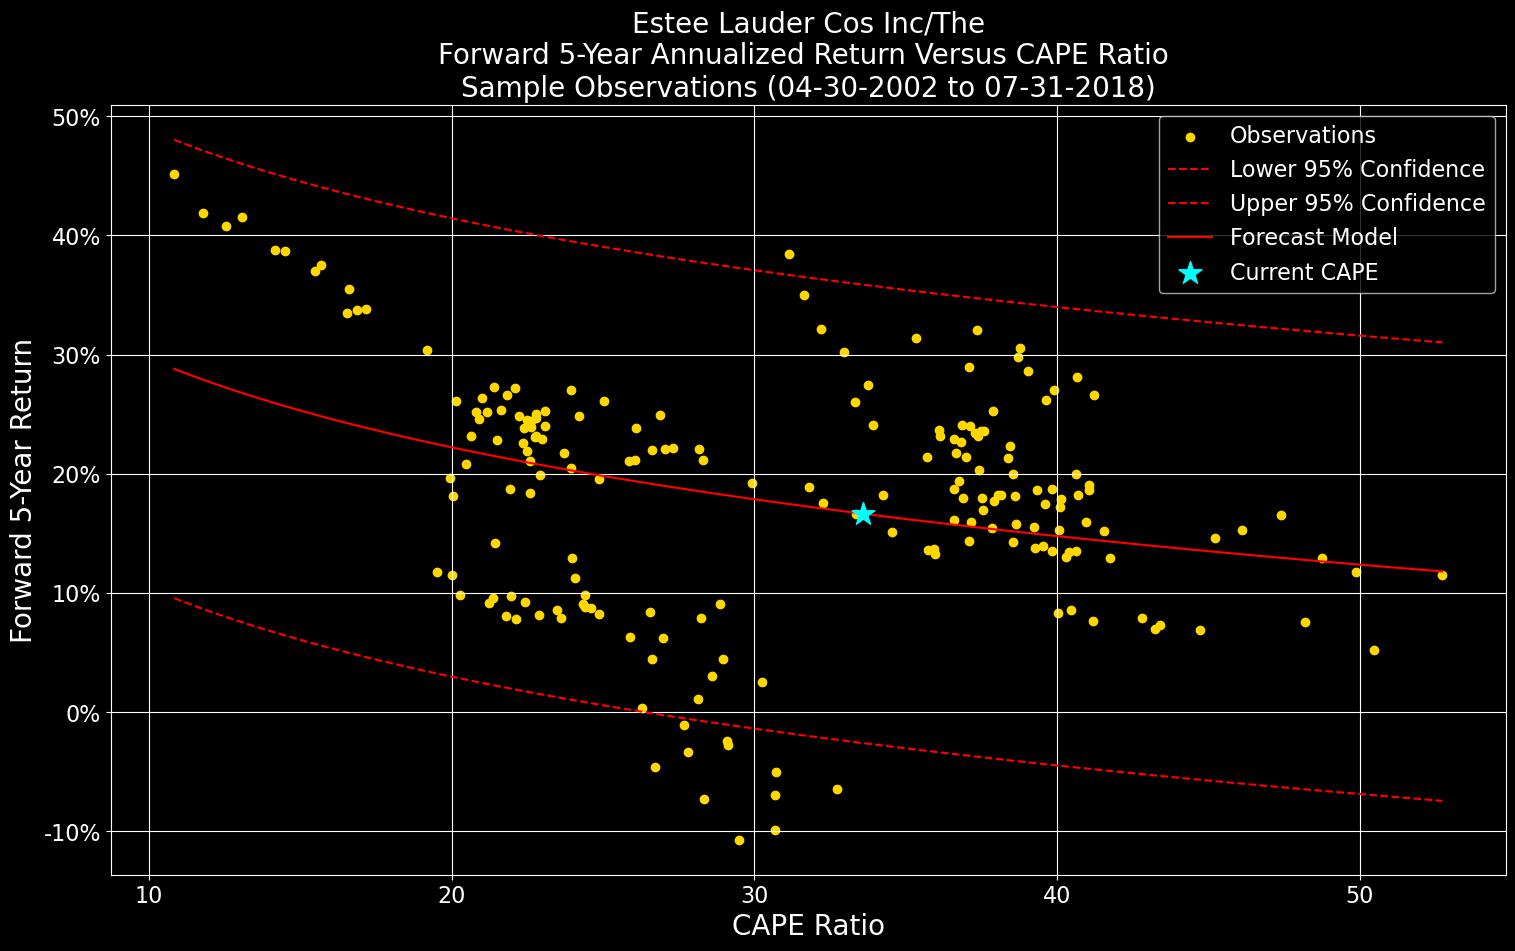 Estee Lauder Cos Inc/The
Forward 5-Year Annualized Return Versus CAPE Ratio
Sample Observations (04-30-2002 to 07-31-2018)
Observations
Lower 95% Confidence
Upper 95% Confidence
Forecast Model
Current CAPE
Forward 5-Year Return
50%
40%
30%
20%
10%
0%
-10%
10 20 30 40 50
CAPE Ratio